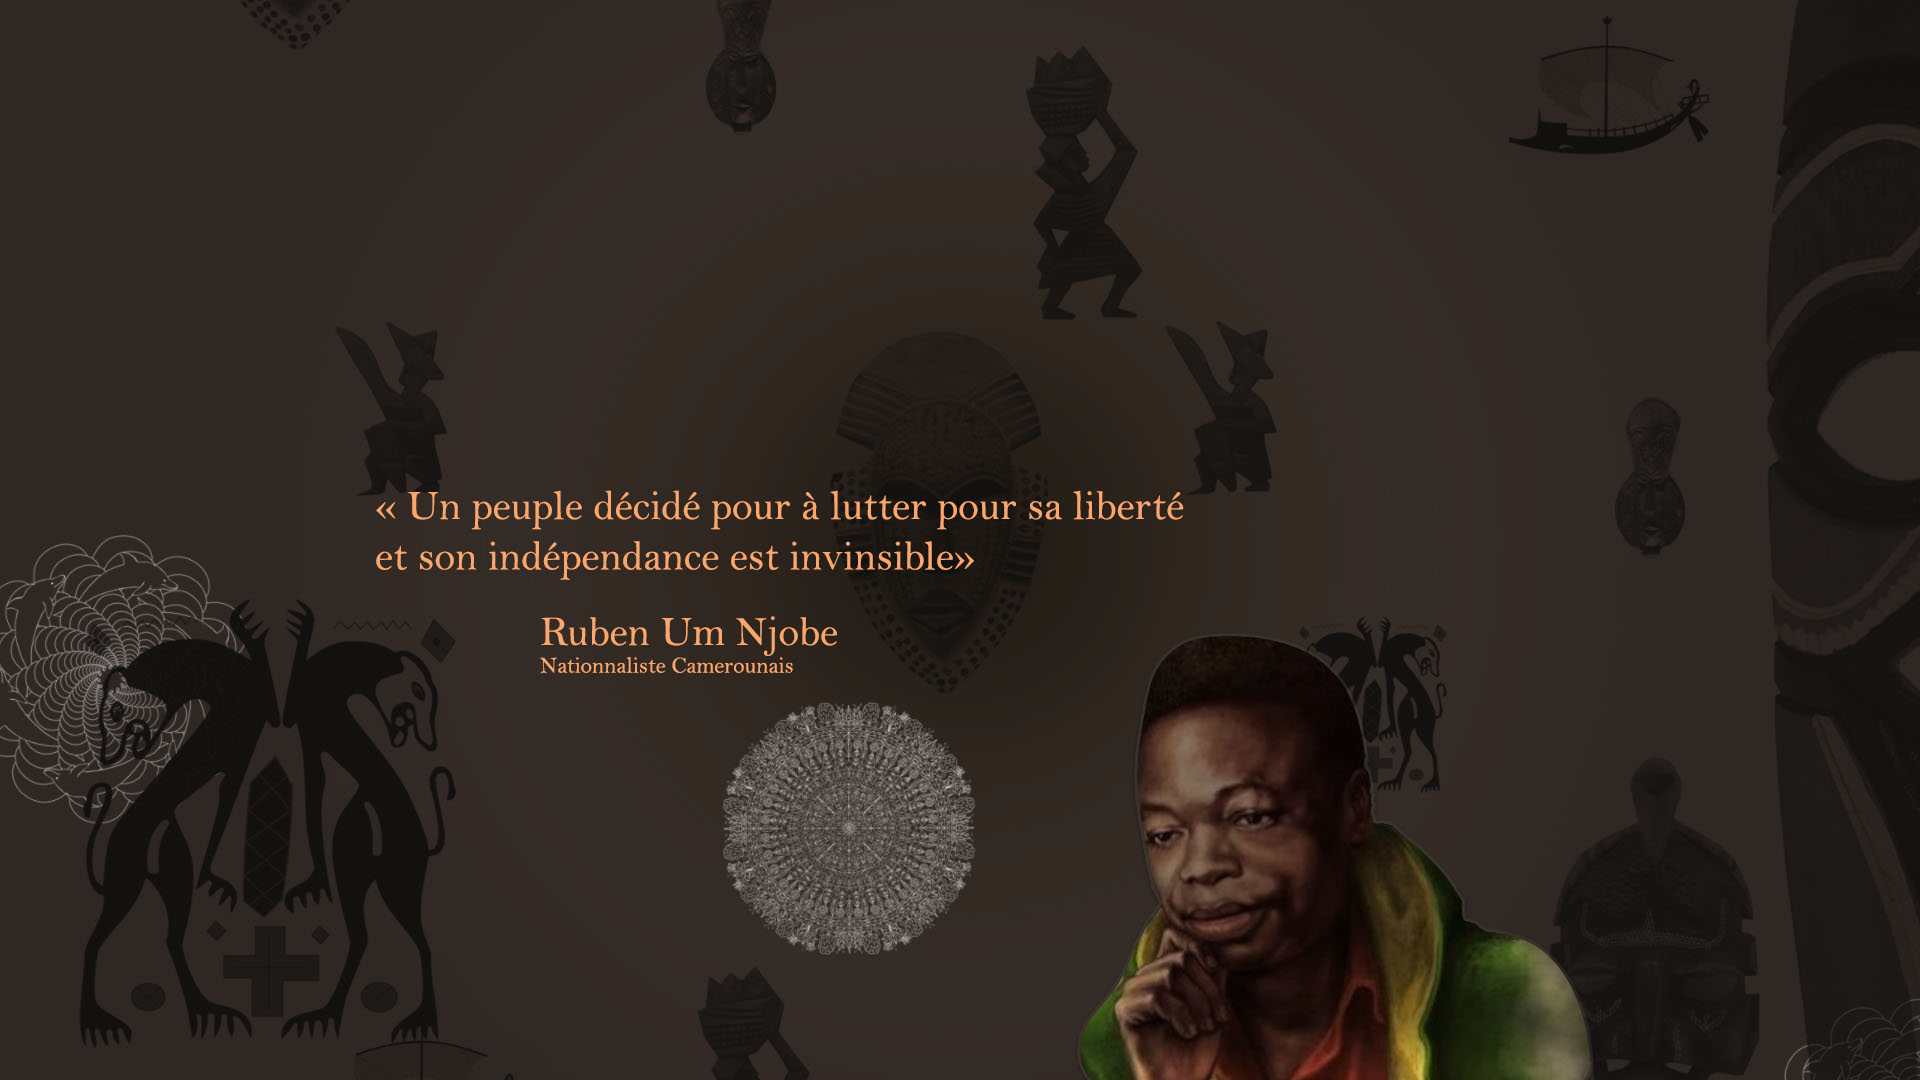 « Un peuple décidé pour à lutter pour sa liberté
et son indépendance est invinsible»
Ruben Um Njobe
Nationnaliste Camerounais